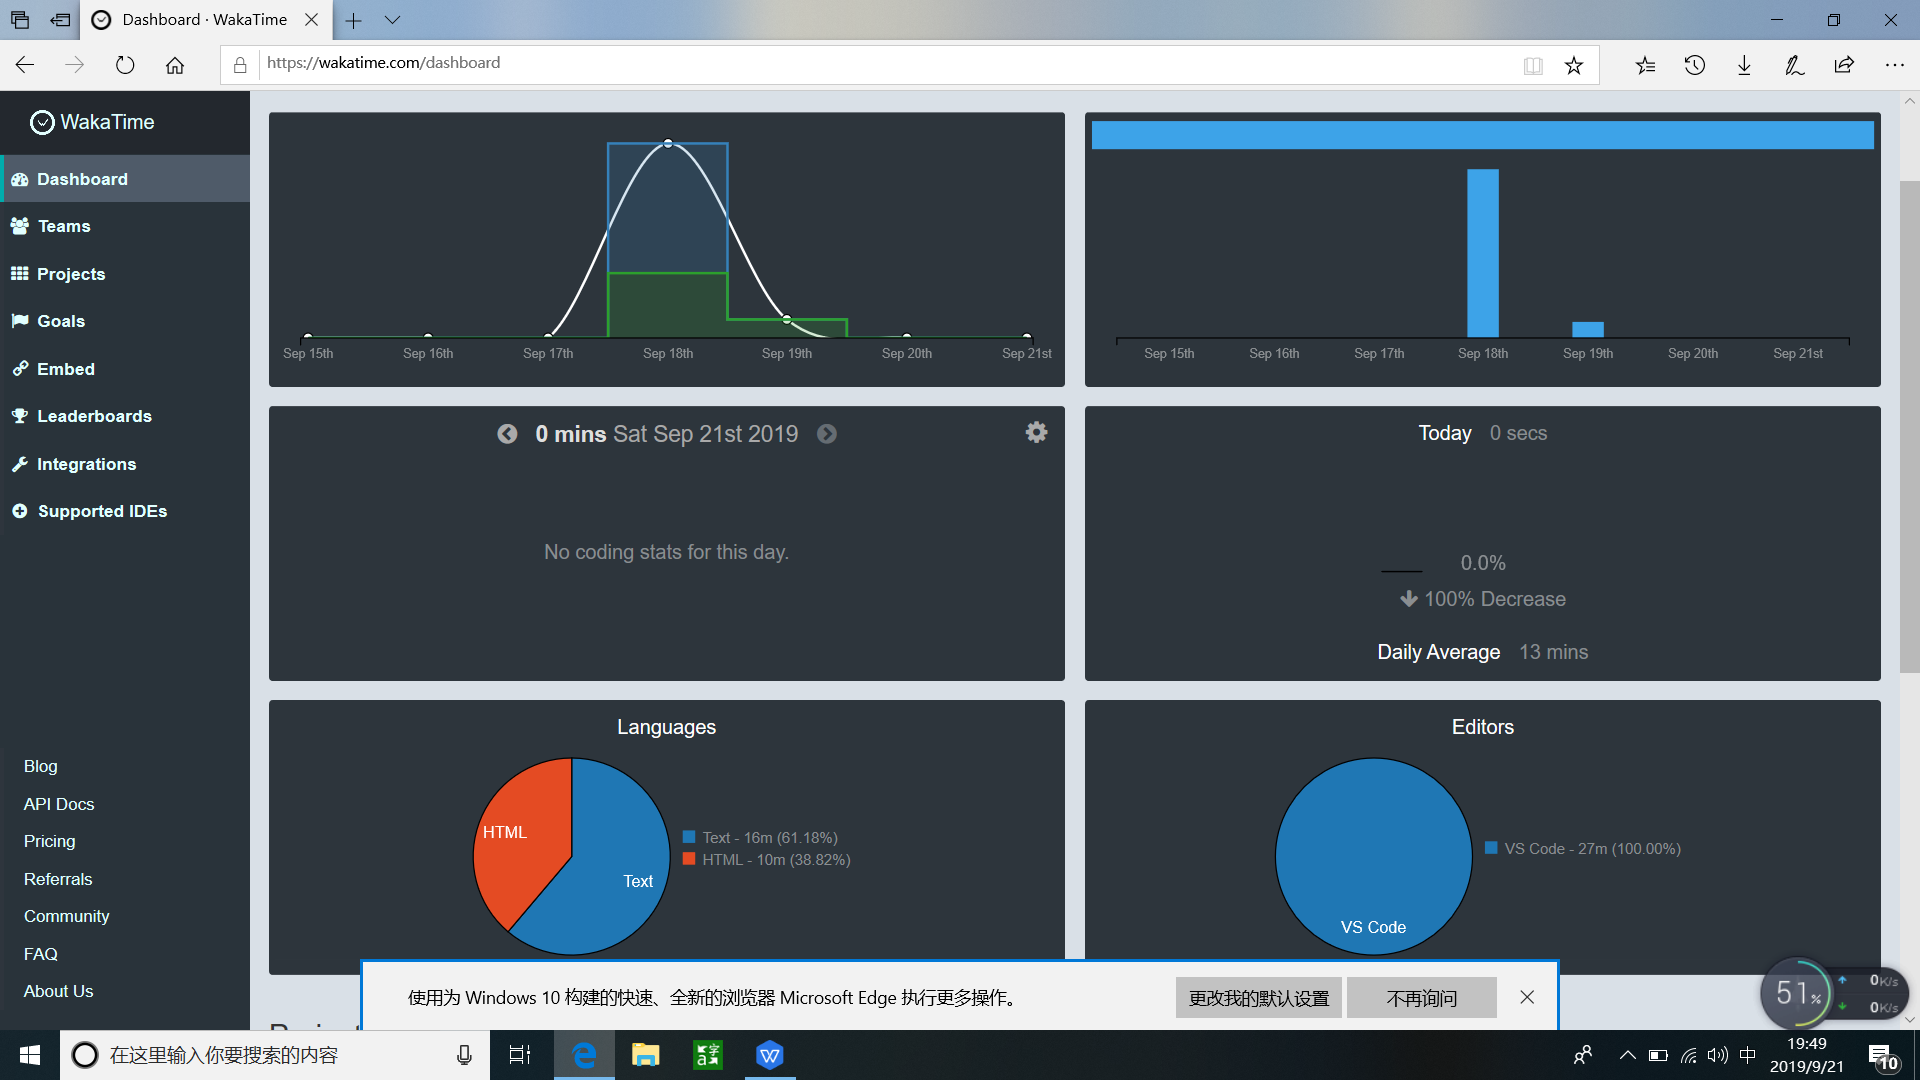 Dashboard · WakaTime
https://wakatime.com/dashboard
WakaTime
Dashboard
Teams
Projects
Goals
Embed
Leaderboards
Integrations
Supported IDEs
Blog
API Docs
Pricing
Referrals
Community
FAQ
About Us
Sep 15th Sep 16th Sep 17th Sep 18th Sep 19th Sep 20th Sep 21st
Sep 15th Sep 16th Sep 17th Sep 18th Sep 19th Sep 20th Sep 21st
0 mins Sat Sep 21st 2019
No coding stats for this day.
Today 0 secs
0.0%
100% Decrease
Daily Average 13 mins
Languages
HTML
Text
Text - 16m (61.18%)
HTML - 10m (38.82%)
Editors
VS Code
VS Code - 27m (100.00%)
使用为 Windows 10 构建的快速、全新的浏览器 Microsoft Edge 执行更多操作。
更改我的默认设置
不再询问
51%
0K/s
0K/s
在这里输入你要搜索的内容
a字
W
中
19:49
2019/9/21
10